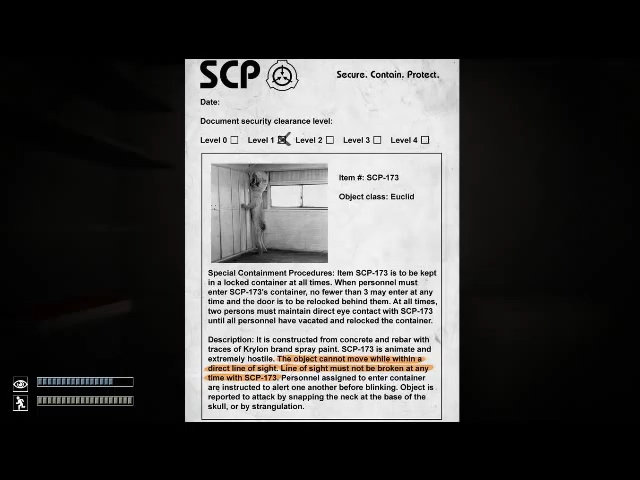 SCP
Secure. Contain. Protect.
Date:
Document security clearance level:
Level 0 Level 1 Level 2 Level 3 Level 4
Item #: SCP-173
Object class: Euclid
Special Containment Procedures: Item SCP-173 is to be kept
in a locked container at all times. When personnel must
enter SCP-173's container, no fewer than 3 may enter at any
time and the door is to be relocked behind them. At all times,
two persons must maintain direct eye contact with SCP-173
until all personnel have vacated and relocked the container.
Description: It is constructed from concrete and rebar with
traces of Krylon brand spray paint. SCP-173 is animate and
extremely hostile. The object cannot move while within a
direct line of sight. Line of sight must not be broken at any
time with SCP-173. Personnel assigned to enter container
are instructed to alert one another before blinking. Object is
reported to attack by snapping the neck at the base of the
skull, or by strangulation.